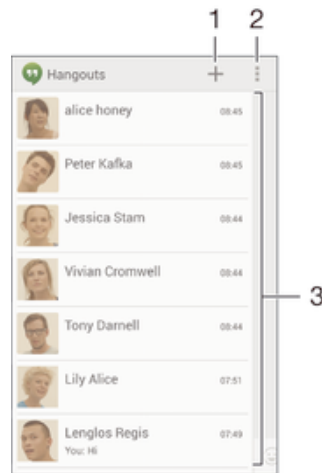 1 2
Hangouts
alice honey 08:45
Peter Kafka 08:45
Jessica Stam 08:44
Vivian Cromwell 08:44
3
Tony Darnell 08:44
Lily Alice 07:51
Lenglos Regis 07:49
You: Hi